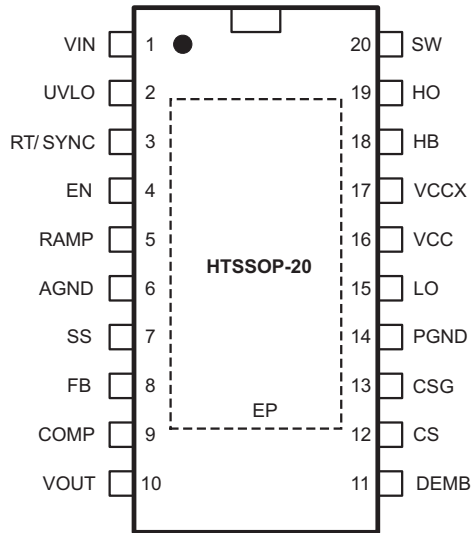 VIN 1 20 SW
UVLO 2 19 HO
RT/SYNC 3 18 HB
EN 4 17 VCCX
RAMP 5 16 VCC
HTSSOP-20
AGND 6 15 LO
SS 7 14 PGND
FB 8 13 CSG
EP
COMP 9 12 CS
VOUT 10 11 DEMB